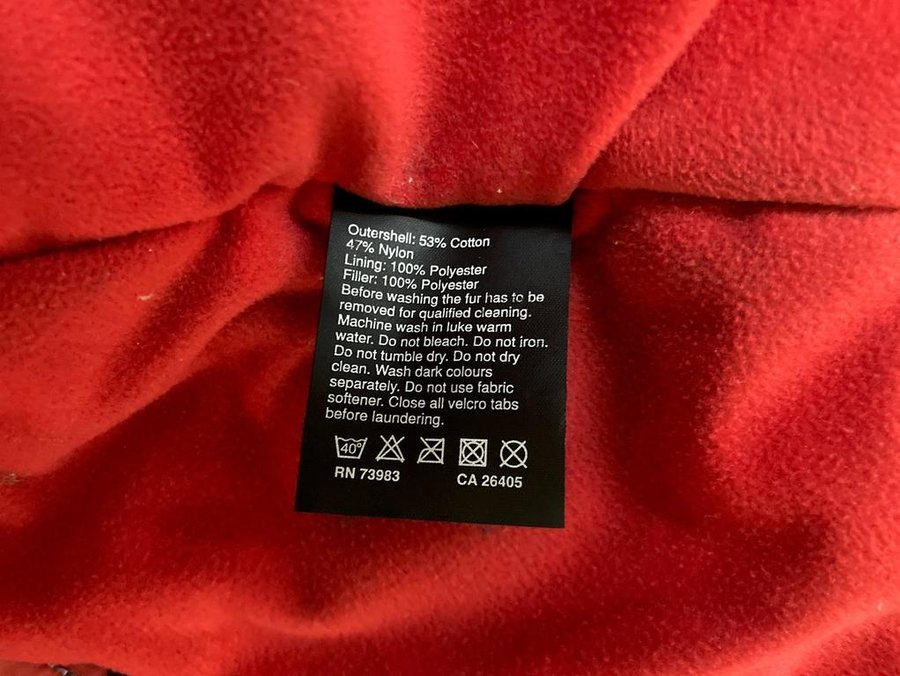 Outershell: 53% Cotton
47% Nylon
Lining: 100% Polyester
Filler: 100% Polyester
Before washing the fur has to be
removed for qualified cleaning.
Machine wash in luke warm
water. Do not bleach. Do not iron.
Do not tumble dry. Do not dry
clean. Wash dark colours
separately. Do not use fabric
softener. Close all velcro tabs
before laundering.
40°
RN 73983 CA 26405